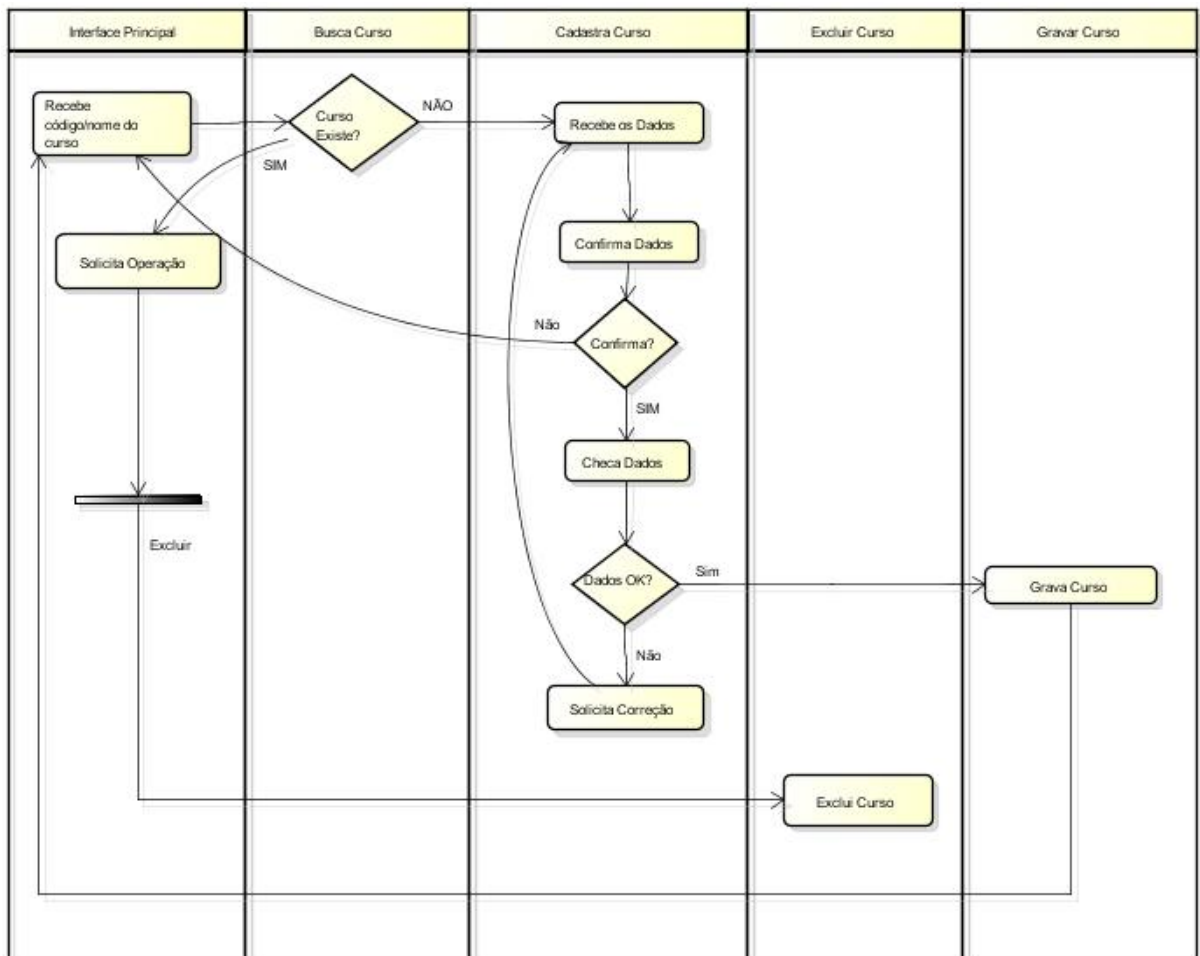 Interface Principal
Busca Curso
Cadastra Curso
Excluir Curso
Gravar Curso
Recebe
código/nome do
curso
Curso
Existe?
NÃO
Recebe os Dados
SIM
Solicita Operação
Confirma Dados
Não
Confirma?
SIM
Checa Dados
Excluir
Dados OK?
Sim
Grava Curso
Não
Solicita Correção
Exclui Curso